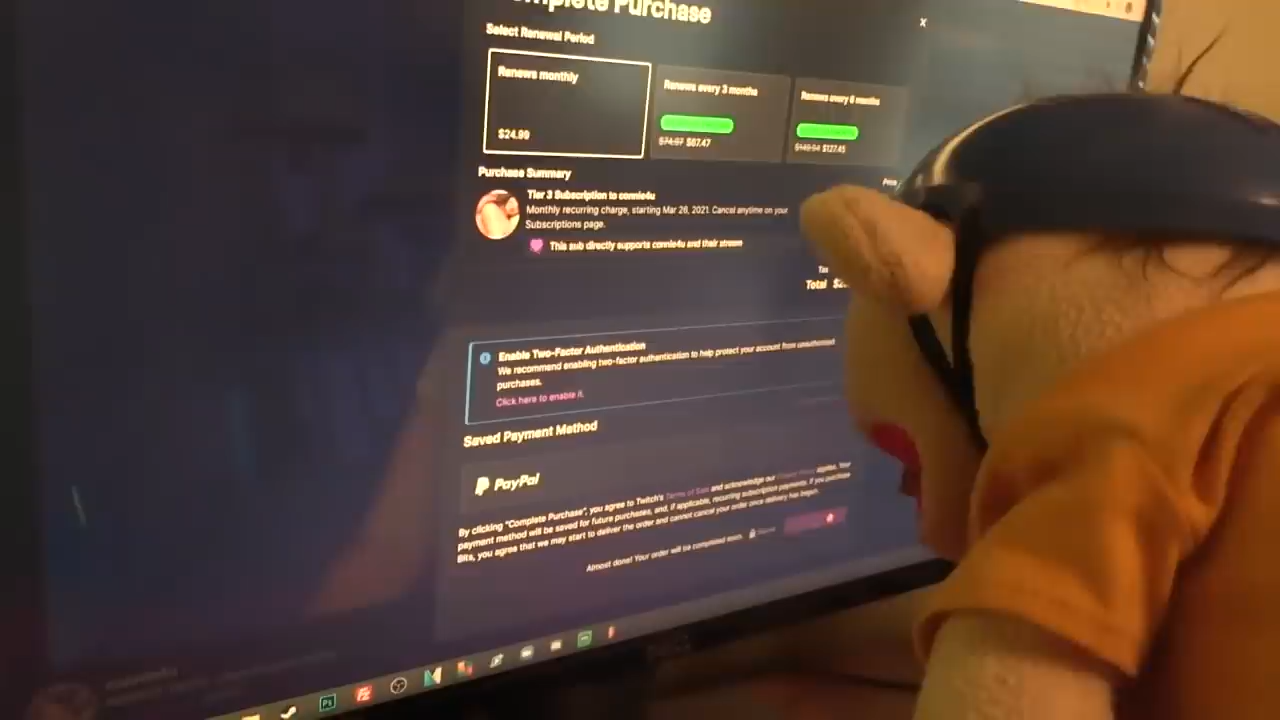 Complete Purchase
Select Renewal Period
Renews monthly
$24.99
Renews every 3 months
$74.97 $67.47
Renews every 6 months
$149.94 $127.45
Purchase Summary
Price
Tier 3 Subscription to connie4u
Monthly recurring charge, starting Mar 26, 2021. Cancel anytime on your
Subscriptions page.
This sub directly supports connie4u and their stream
Tax
Total
Enable Two-Factor Authentication
We recommend enabling two-factor authentication to help protect your account from unauthorized
purchases.
Click here to enable it.
Saved Payment Method
PayPal
By clicking "Complete Purchase", you agree to Twitch's Terms of Sale and acknowledge our Privacy Policy applies. Your
payment method will be saved for future purchases, and, if applicable, recurring subscription payments. If you purchase
Bits, you agree that we may start to deliver the order and cannot cancel your order once delivery has begun.
Almost done! Your order will be completed soon.
Secure
Ps
Fz